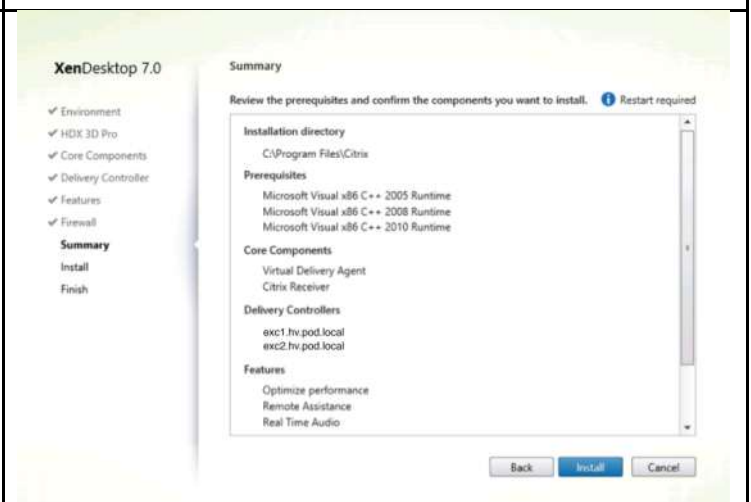 XenDesktop 7.0
Environment
HDX 3D Pro
Core Components
Delivery Controller
Features
Firewall
Summary
Install
Finish
Summary
Review the prerequisites and confirm the components you want to install.
Restart required
Installation directory
C:\Program Files\Citrix
Prerequisites
Microsoft Visual x86 C++ 2005 Runtime
Microsoft Visual x86 C++ 2008 Runtime
Microsoft Visual x86 C++ 2010 Runtime
Core Components
Virtual Delivery Agent
Citrix Receiver
Delivery Controllers
exc1.hv.pod.local
exc2.hv.pod.local
Features
Optimize performance
Remote Assistance
Real Time Audio
Back Install Cancel